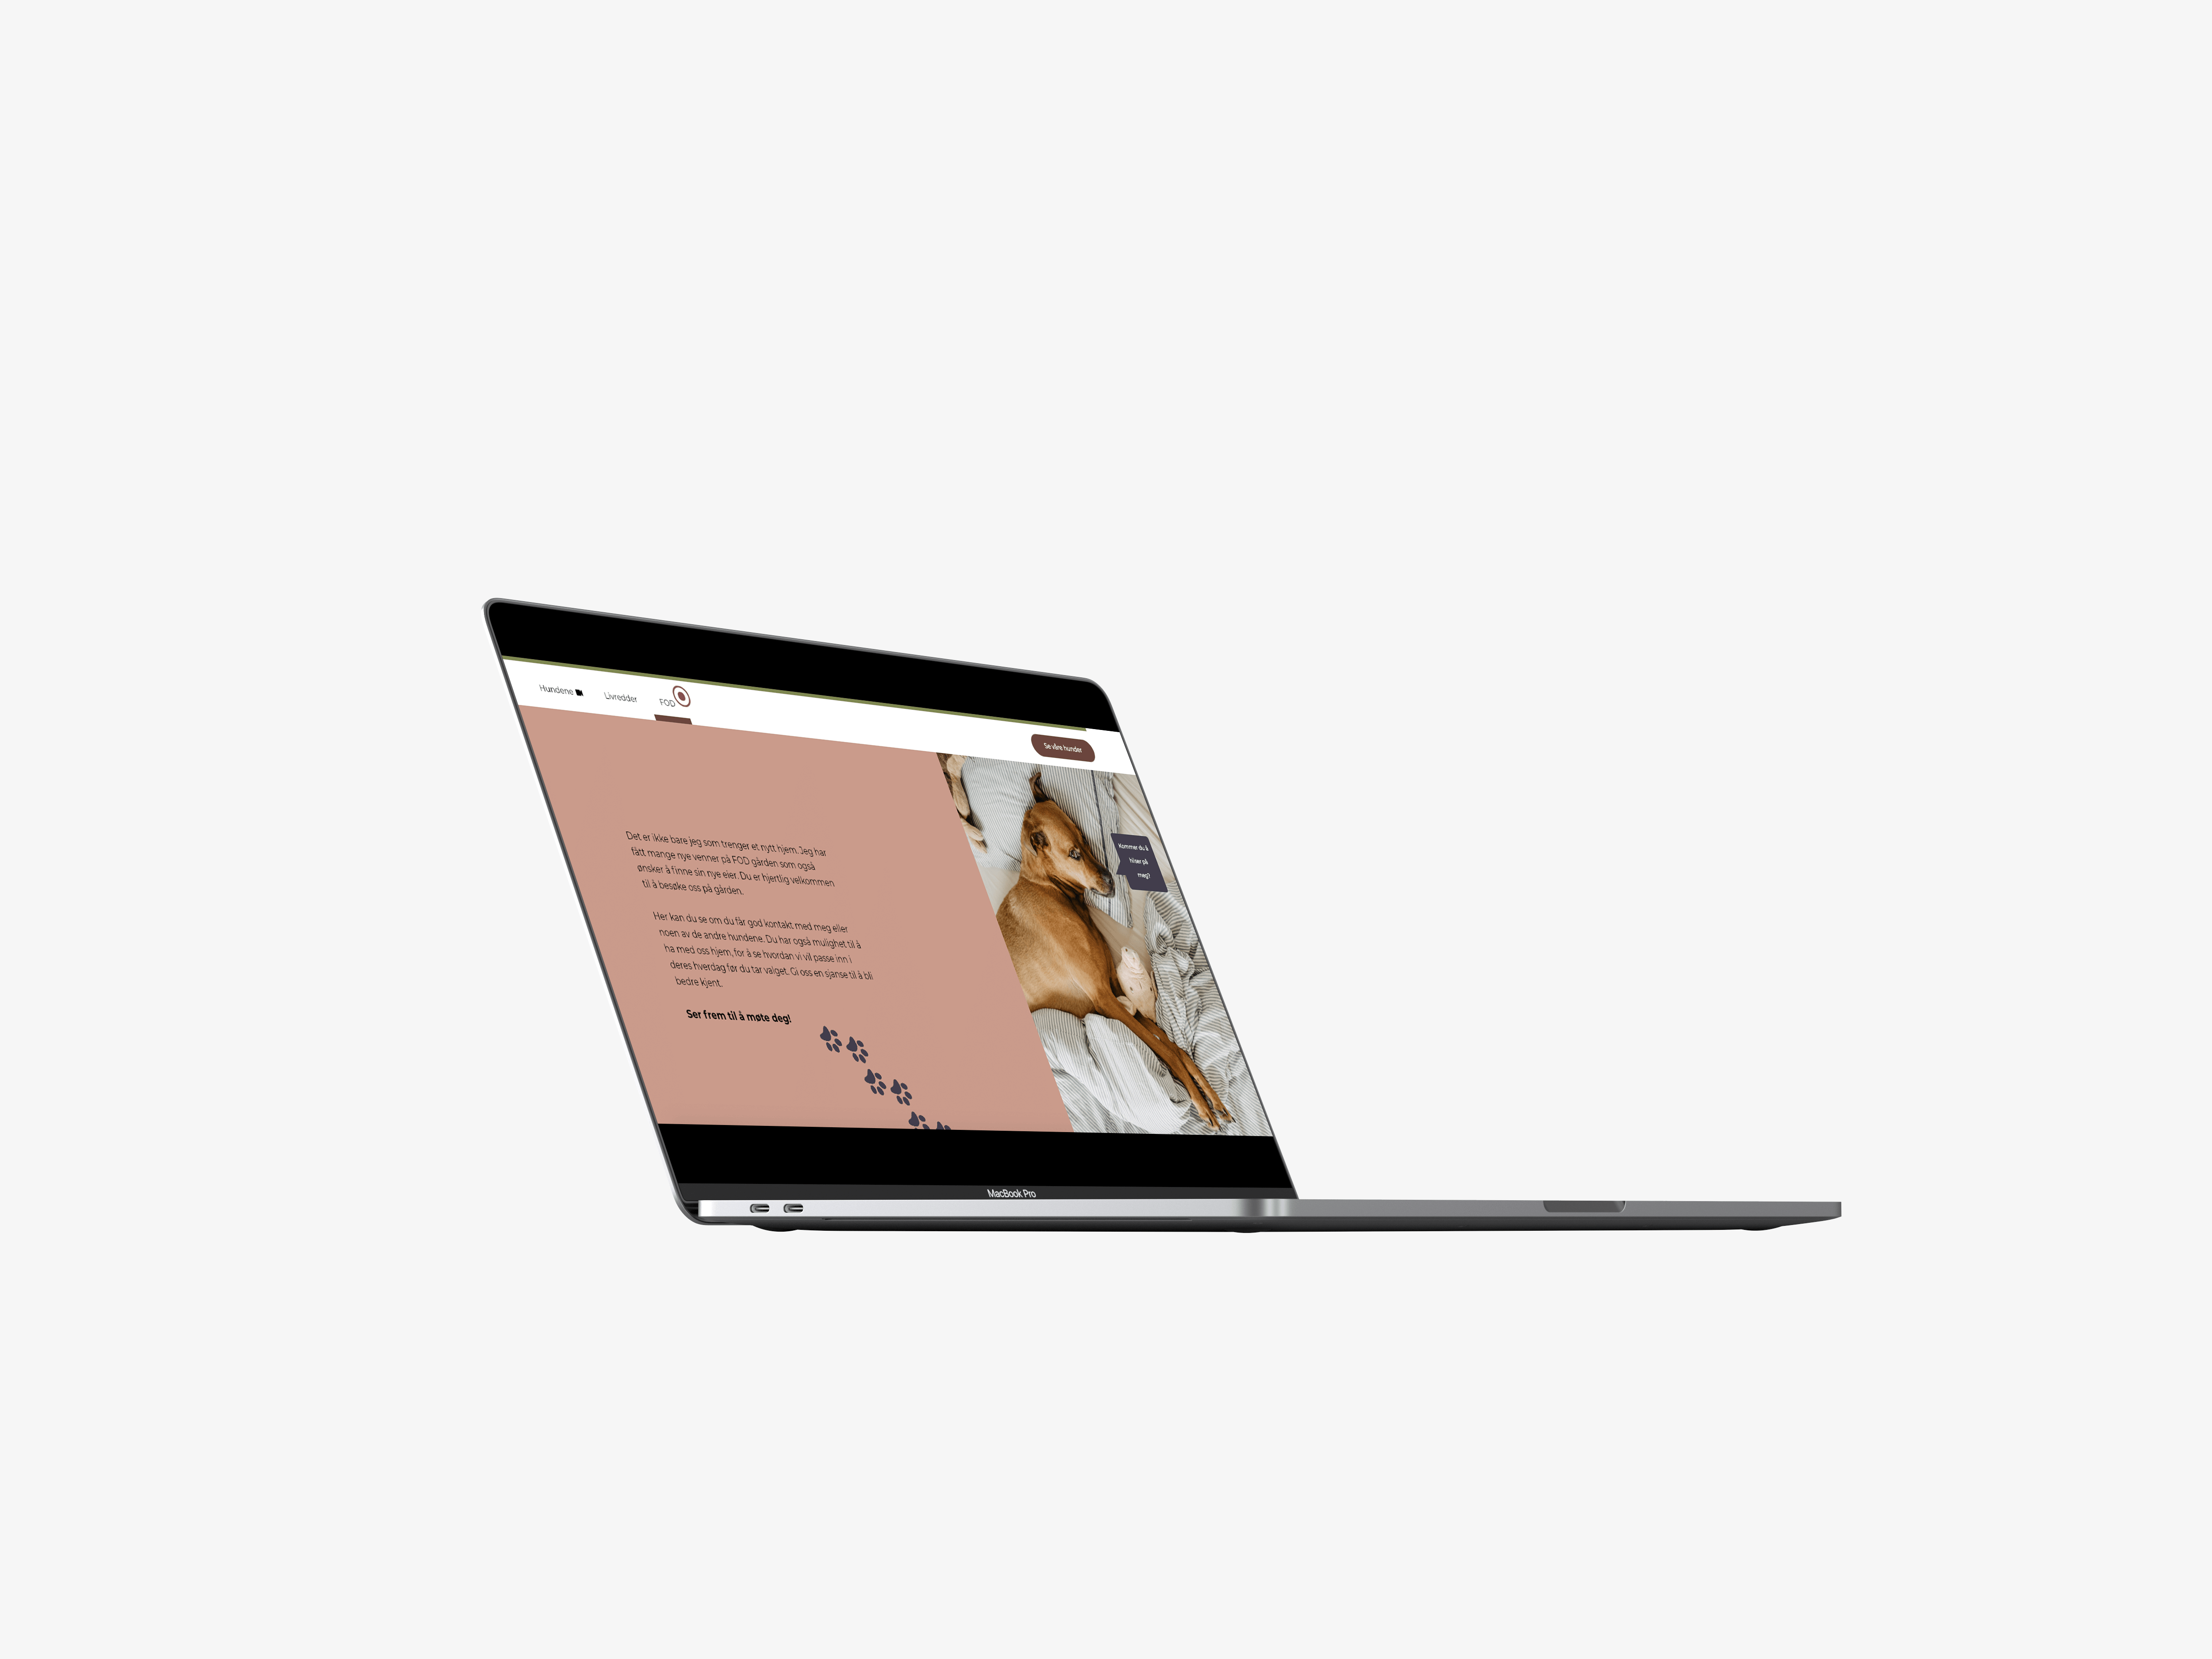 Hundene
Livredder
FOD
Se våre hunder
Det er ikke bare jeg som trenger et nytt hjem. Jeg har
fått mange nye venner på FOD gården som også
ønsker å finne sin nye eier. Du er hjertlig velkommen
til å besøke oss på gården.
Her kan du se om du får god kontakt med meg eller
noen av de andre hundene. Du har også mulighet til å
ha med oss hjem, for å se hvordan vi vil passe inn i
deres hverdag før du tar valget. Gi oss en sjanse til å bli
bedre kjent.
Ser frem til å møte deg!
Kommer du å
hilser på
meg?
MacBook Pro